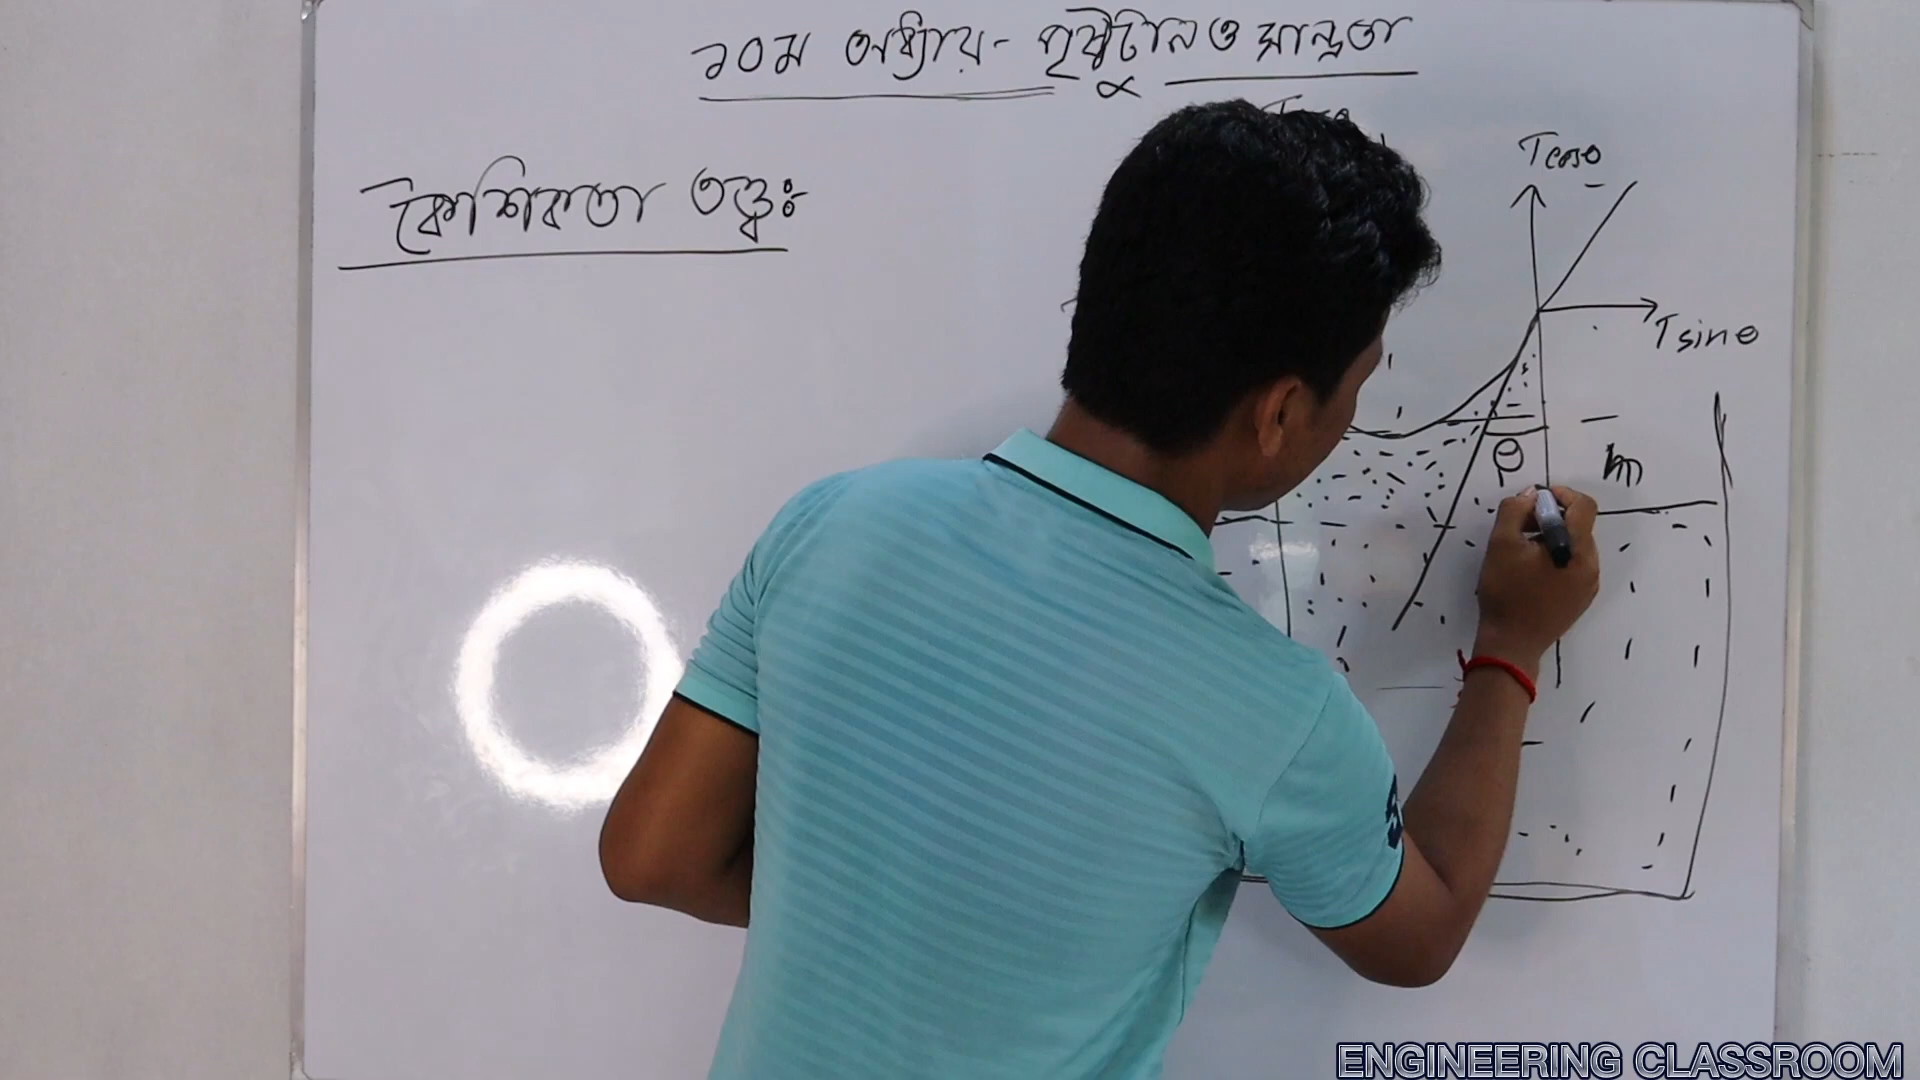 ১০ম অধ্যায় - পৃষ্ঠটান ও সান্দ্রতা
কৈশিকতা তত্ত্বঃ
Tcosθ
Tsinθ
θ
h
ENGINEERING CLASSROOM